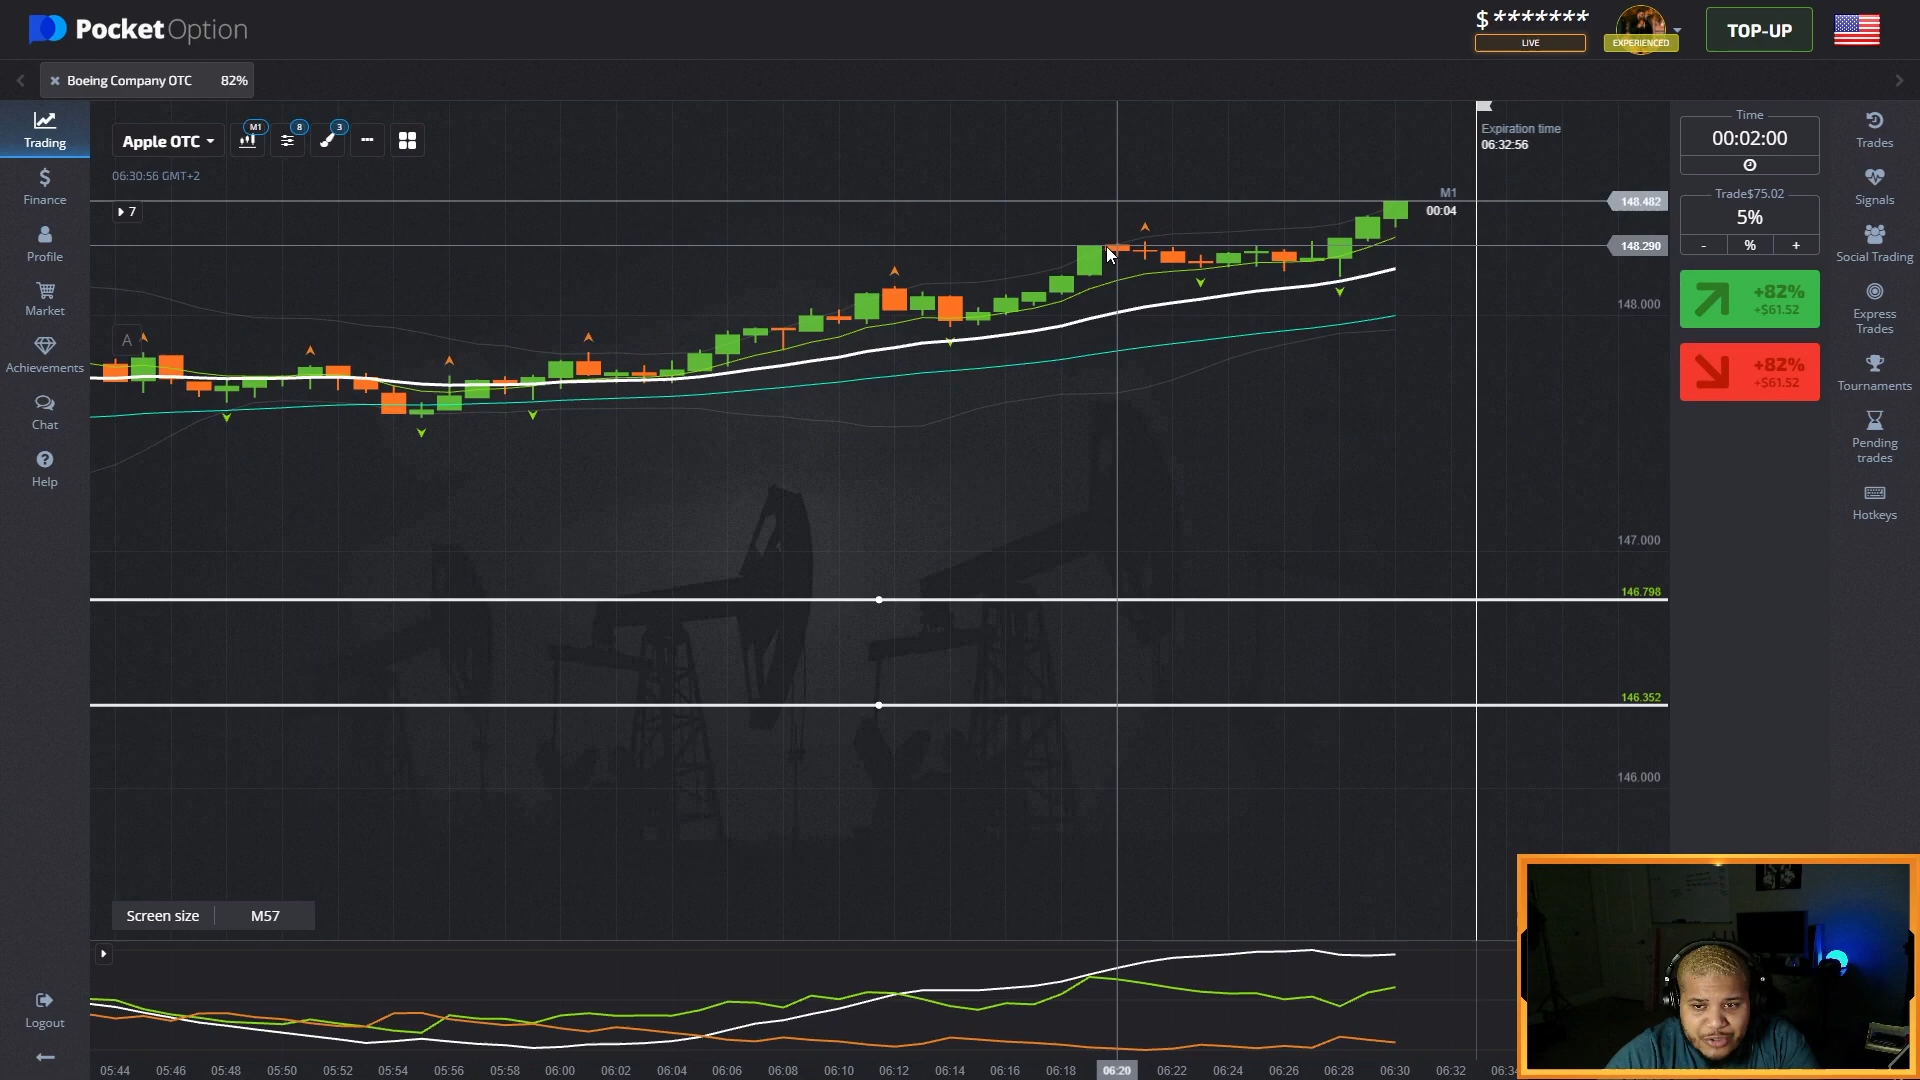 PocketOption
$*******
LIVE
EXPERIENCED
TOP-UP
Boeing Company OTC 82%
Trading
Finance
Profile
Market
Achievements
Chat
Help
Logout
Apple OTC
M1
8
3
06:30:56 GMT+2
7
A
M1
00:04
Expiration time
06:32:56
148.482
148.290
148.000
147.000
146.798
146.352
146.000
Screen size M57
05:44 05:46 05:48 05:50 05:52 05:54 05:56 05:58 06:00 06:02 06:04 06:06 06:08 06:10 06:12 06:14 06:16 06:18 06:20 06:22 06:24 06:26 06:28 06:30 06:32
Time
00:02:00
Trade$75.02
5%
- % +
+82%
+$61.52
+82%
+$61.52
Trades
Signals
Social Trading
Express
Trades
Tournaments
Pending
trades
Hotkeys